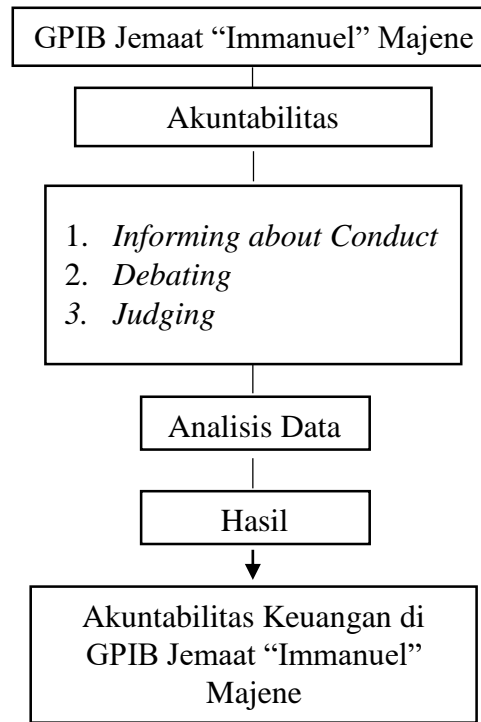 GPIB Jemaat “Immanuel” Majene
Akuntabilitas
1. Informing about Conduct
2. Debating
3. Judging
Analisis Data
Hasil
Akuntabilitas Keuangan di
GPIB Jemaat “Immanuel”
Majene